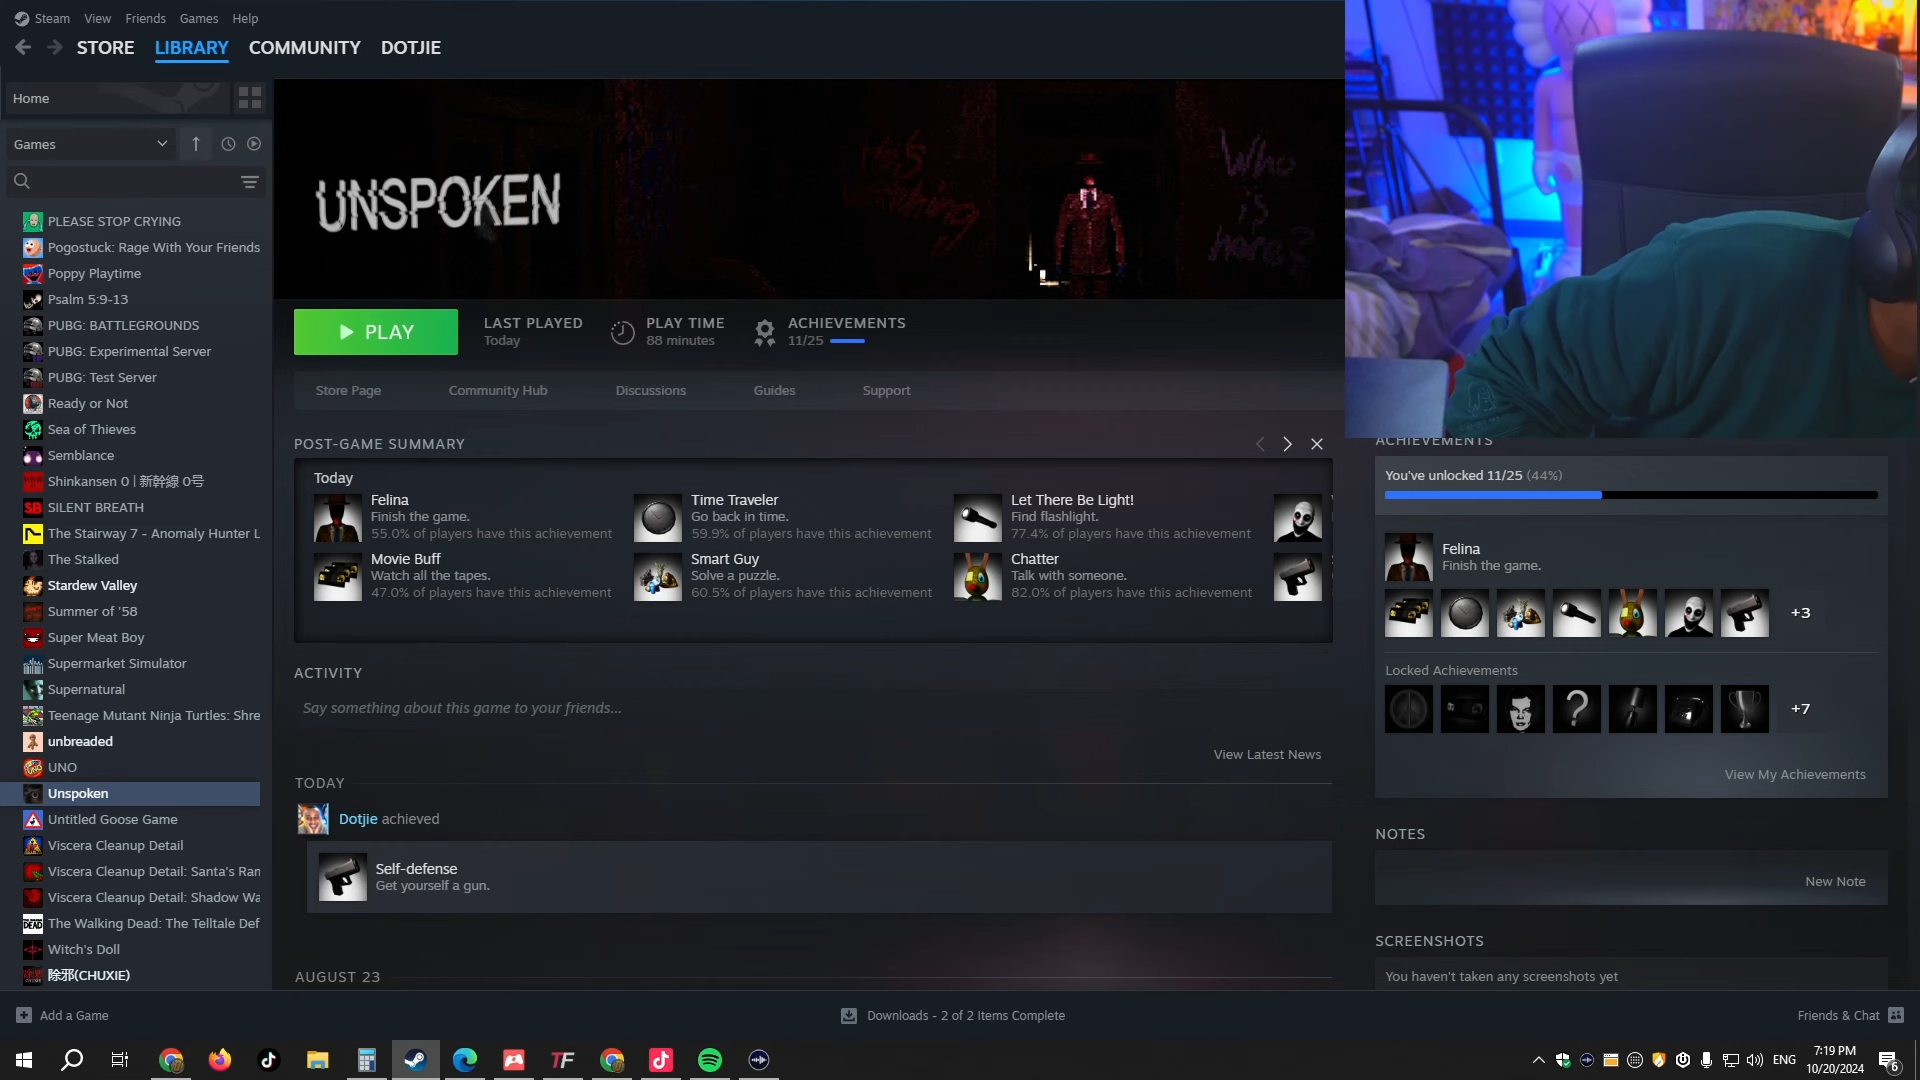 Steam View Friends Games Help
STORE LIBRARY COMMUNITY DOTJIE
Home
Games
PLEASE STOP CRYING
Pogostuck: Rage With Your Friends
Poppy Playtime
Psalm 5:9-13
PUBG: BATTLEGROUNDS
PUBG: Experimental Server
PUBG: Test Server
Ready or Not
Sea of Thieves
Semblance
Shinkansen 0 | 新幹線 0号
SILENT BREATH
The Stairway 7 - Anomaly Hunter L
The Stalked
Stardew Valley
Summer of '58
Super Meat Boy
Supermarket Simulator
Supernatural
Teenage Mutant Ninja Turtles: Shre
unbreaded
UNO
Unspoken
Untitled Goose Game
Viscera Cleanup Detail
Viscera Cleanup Detail: Santa's Ran
Viscera Cleanup Detail: Shadow Wa
The Walking Dead: The Telltale Def
Witch's Doll
除邪(CHUXIE)
UNSPOKEN
Who
is
here?
PLAY
LAST PLAYED
Today
PLAY TIME
88 minutes
ACHIEVEMENTS
11/25
Store Page Community Hub Discussions Guides Support
POST-GAME SUMMARY
Today
Felina
Finish the game.
55.0% of players have this achievement
Time Traveler
Go back in time.
59.9% of players have this achievement
Let There Be Light!
Find flashlight.
77.4% of players have this achievement
Movie Buff
Watch all the tapes.
47.0% of players have this achievement
Smart Guy
Solve a puzzle.
60.5% of players have this achievement
Chatter
Talk with someone.
82.0% of players have this achievement
ACTIVITY
Say something about this game to your friends...
View Latest News
TODAY
Dotjie achieved
Self-defense
Get yourself a gun.
AUGUST 23
ACHIEVEMENTS
You've unlocked 11/25 (44%)
Felina
Finish the game.
+3
Locked Achievements
+7
View My Achievements
NOTES
New Note
SCREENSHOTS
You haven't taken any screenshots yet
Add a Game
Downloads - 2 of 2 Items Complete
Friends & Chat
TF
ENG
7:19 PM
10/20/2024
6